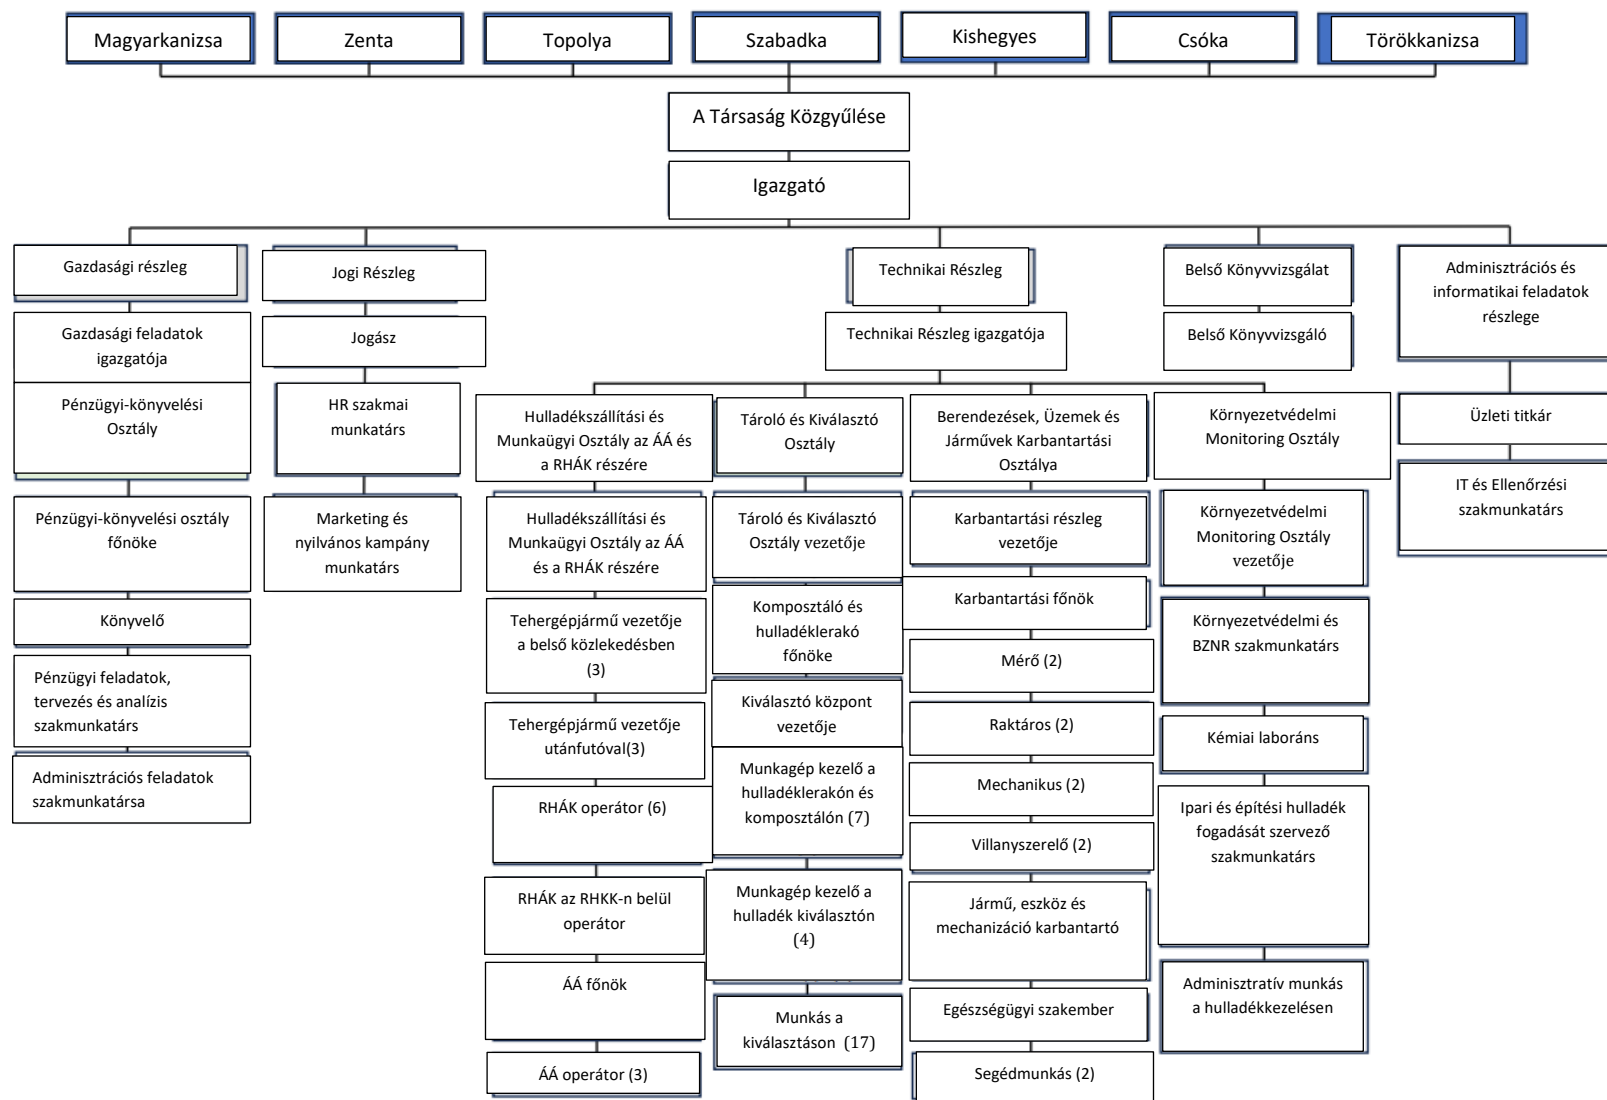 Magyarkanizsa
Zenta
Topolya
Szabadka
Kishegyes
Csóka
Törökkanizsa
A Társaság Közgyűlése
Igazgató
Gazdasági részleg
Gazdasági feladatok
igazgatója
Pénzügyi-könyvelési
Osztály
Pénzügyi-könyvelési osztály
főnöke
Könyvelő
Pénzügyi feladatok,
tervezés és analízis
szakmunkatárs
Adminisztrációs feladatok
szakmunkatársa
Jogi Részleg
Jogász
HR szakmai
munkatárs
Marketing és
nyilvános kampány
munkatárs
Technikai Részleg
Technikai Részleg igazgatója
Hulladékszállítási és
Munkaügyi Osztály az ÁÁ és
a RHÁK részére
Hulladékszállítási és
Munkaügyi Osztály az ÁÁ
és a RHÁK részére
Tehergépjármű vezetője
a belső közlekedésben
(3)
Tehergépjármű vezetője
utánfutóval(3)
RHÁK operátor (6)
RHÁK az RHKK-n belül
operátor
ÁÁ főnök
ÁÁ operátor (3)
Tároló és Kiválasztó
Osztály
Tároló és Kiválasztó
Osztály vezetője
Komposztáló és
hulladéklerakó
főnöke
Kiválasztó központ
vezetője
Munkagép kezelő a
hulladéklerakón és
komposztálón (7)
Munkagép kezelő a
hulladék kiválasztón
(4)
Munkás a
kiválasztáson (17)
Berendezések, Üzemek és
Járművek Karbantartási
Osztálya
Karbantartási részleg
vezetője
Karbantartási főnök
Mérő (2)
Raktáros (2)
Mechanikus (2)
Villanyszerelő (2)
Jármű, eszköz és
mechanizáció karbantartó
Egészségügyi szakember
Segédmunkás (2)
Környezetvédelmi
Monitoring Osztály
Környezetvédelmi
Monitoring Osztály
vezetője
Környezetvédelmi és
BZNR szakmunkatárs
Kémiai laboráns
Ipari és építési hulladék
fogadását szervező
szakmunkatárs
Adminisztratív munkás
a hulladékkezelésen
Belső Könyvvizsgálat
Belső Könyvvizsgáló
Adminisztrációs és
informatikai feladatok
részlege
Üzleti titkár
IT és Ellenőrzési
szakmunkatárs